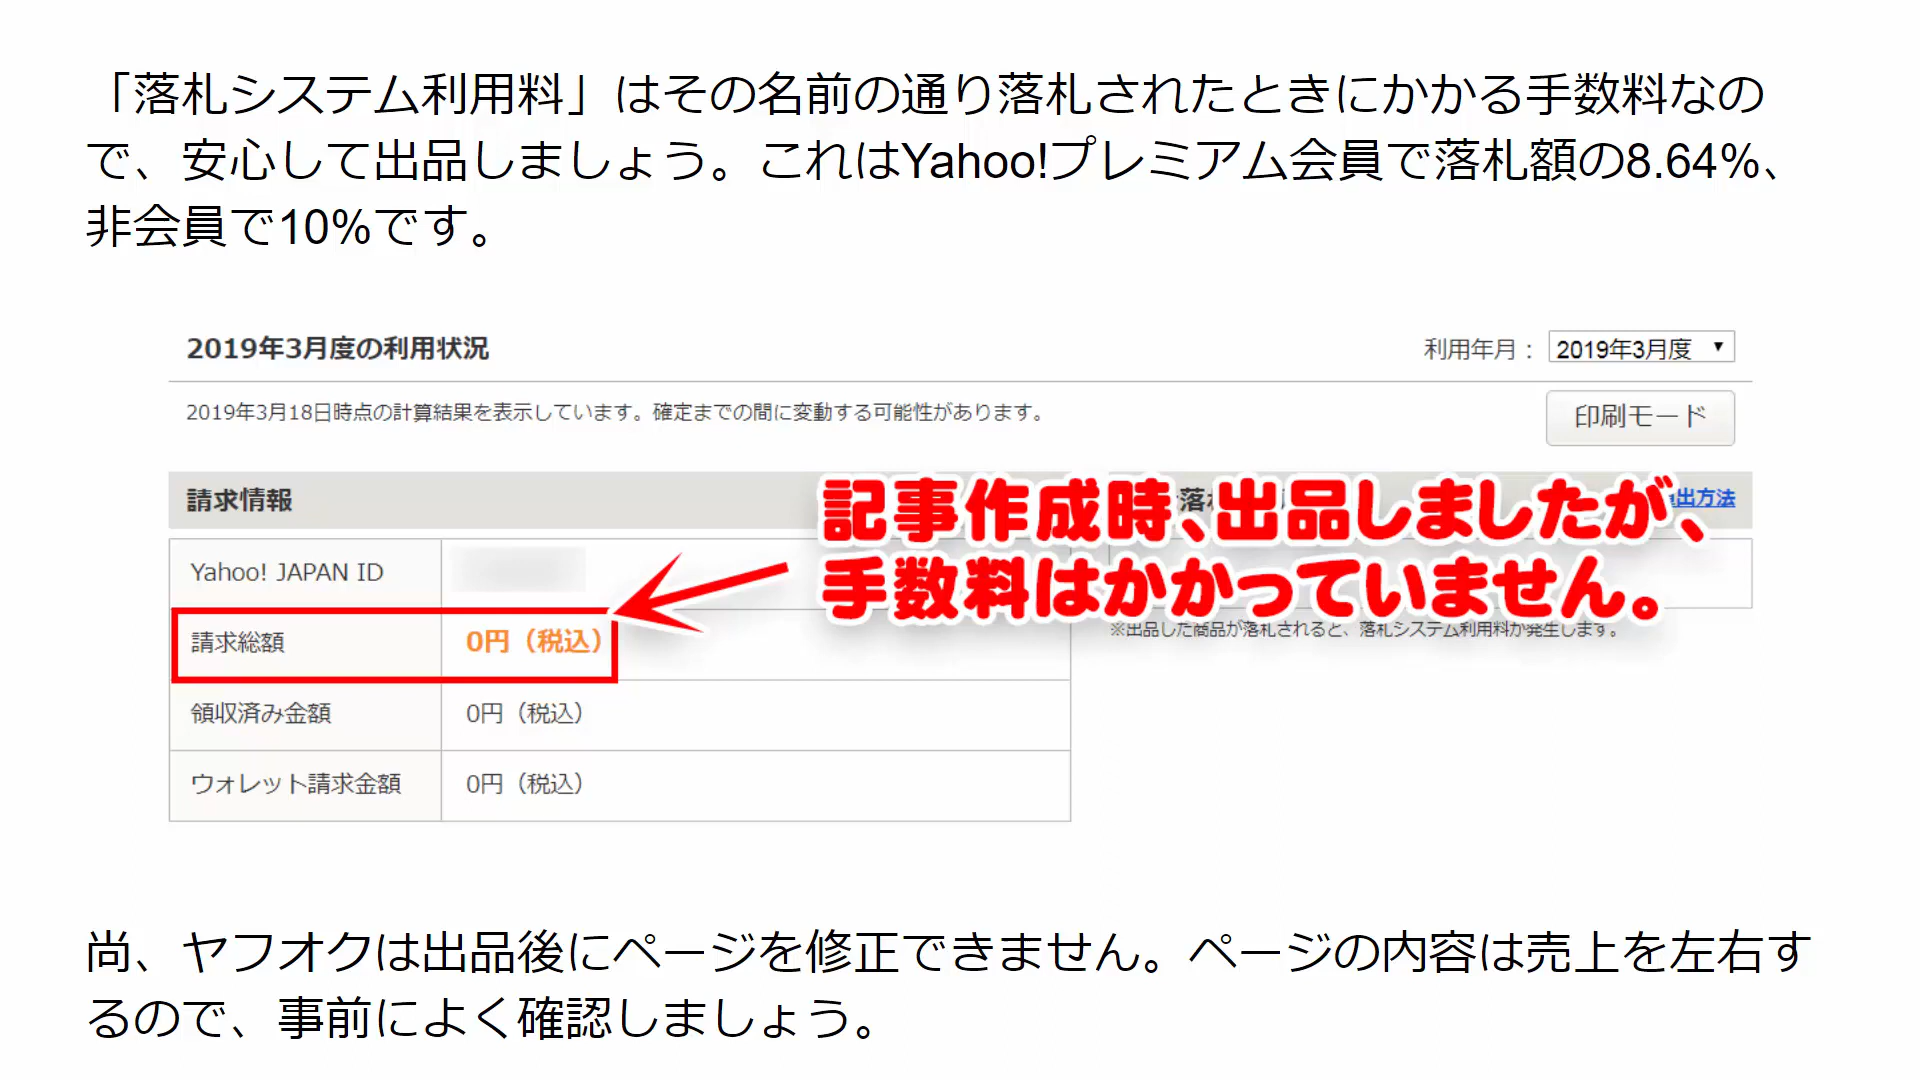 「落札システム利用料」はその名前の通り落札されたときにかかる手数料なの
で、安心して出品しましょう。これはYahoo!プレミアム会員で落札額の8.64%、
非会員で10%です。
2019年3月度の利用状況
利用年月： 2019年3月度 ▼
2019年3月18日時点の計算結果を表示しています。確定までの間に変動する可能性があります。
印刷モード
請求情報
出方法
記事作成時、出品しましたが、
手数料はかかっていません。
Yahoo! JAPAN ID
請求総額 0円（税込）
※出品した商品が落札されると、落札システム利用料が発生します。
領収済み金額 0円（税込）
ウォレット請求金額 0円（税込）
尚、ヤフオクは出品後にページを修正できません。ページの内容は売上を左右す
るので、事前によく確認しましょう。